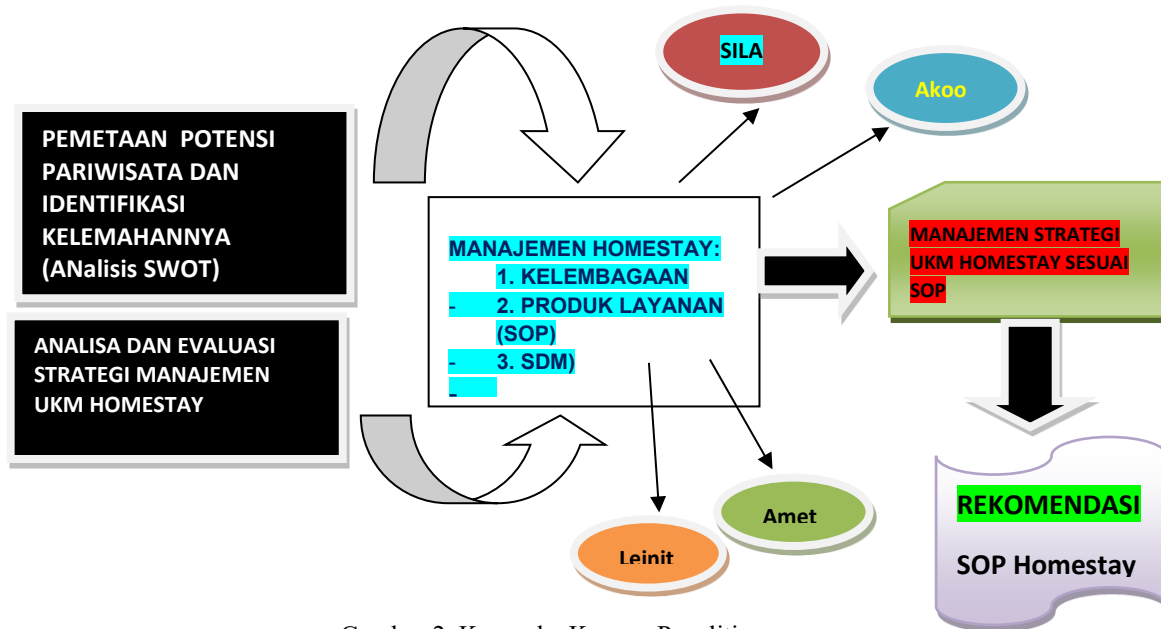 SILA
Akoo
PEMETAAN POTENSI
PARIWISATA DAN
IDENTIFIKASI
KELEMAHANNYA
(ANalisis SWOT)
ANALISA DAN EVALUASI
STRATEGI MANAJEMEN
UKM HOMESTAY
MANAJEMEN HOMESTAY:
1. KELEMBAGAAN
- 2. PRODUK LAYANAN
(SOP)
- 3. SDM)
-
MANAJEMEN STRATEGI
UKM HOMESTAY SESUAI
SOP
Leinit
Amet
REKOMENDASI
SOP Homestay